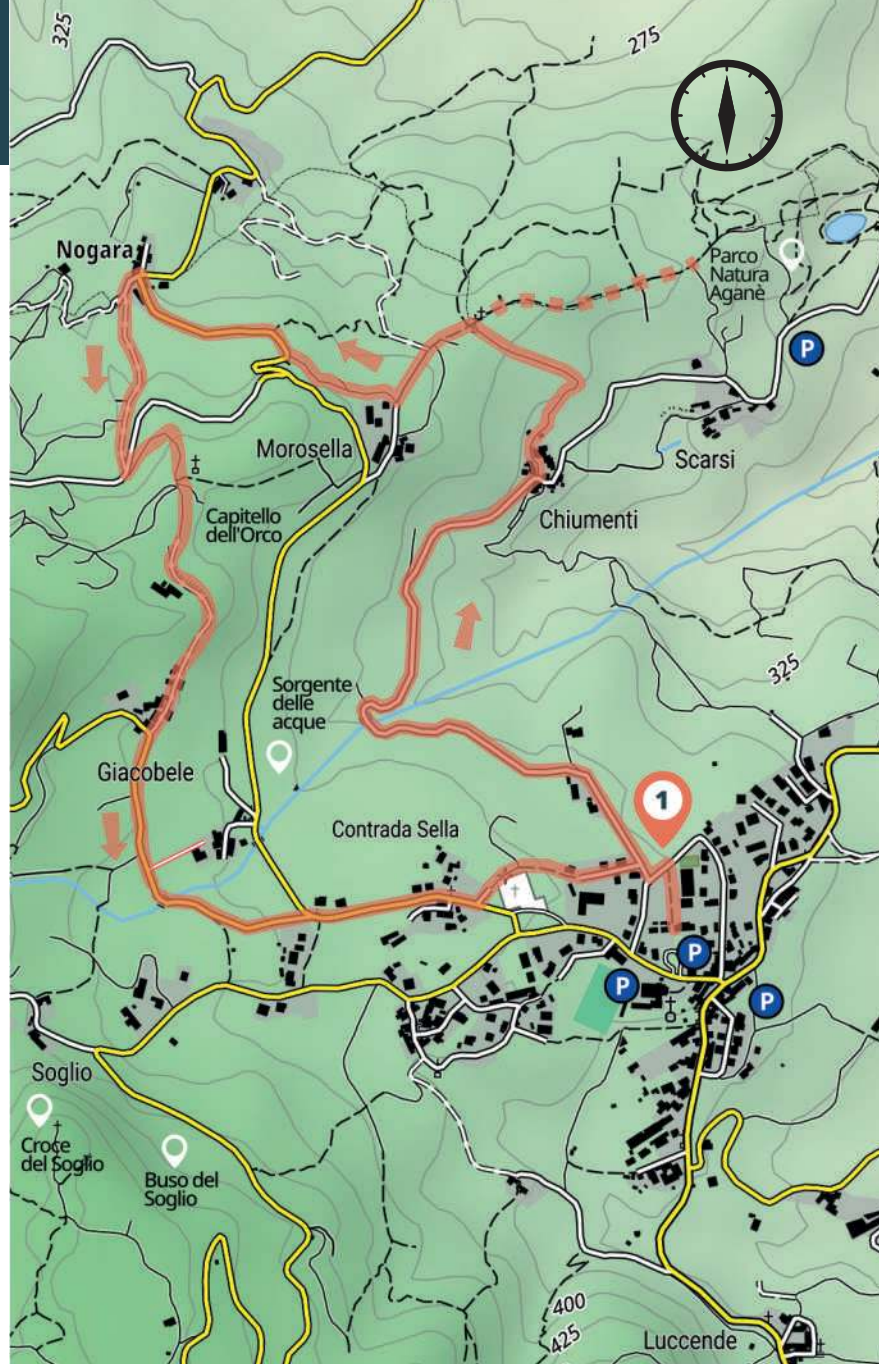 325
275
Nogara
Parco
Natura
Aganè
P
Morosella
Scarsi
Capitello
dell'Orco
Chiumenti
325
Sorgente
delle
acque
Giacobele
1
Contrada Sella
P
P
P
Soglio
Croce
del Soglio
Buso del
Soglio
400
425
Luccende